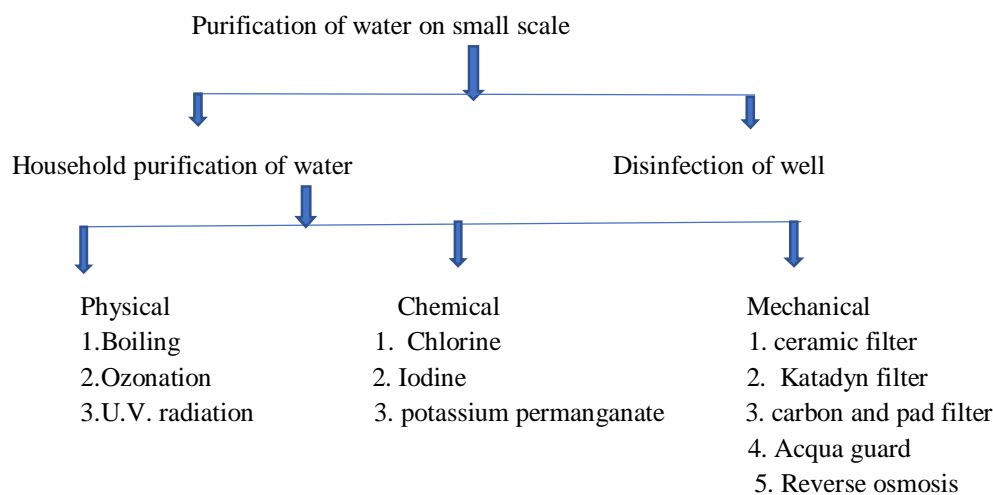 Purification of water on small scale
Household purification of water
Disinfection of well
Physical
1.Boiling
2.Ozonation
3.U.V. radiation
Chemical
1. Chlorine
2. Iodine
3. potassium permanganate
Mechanical
1. ceramic filter
2. Katadyn filter
3. carbon and pad filter
4. Acqua guard
5. Reverse osmosis